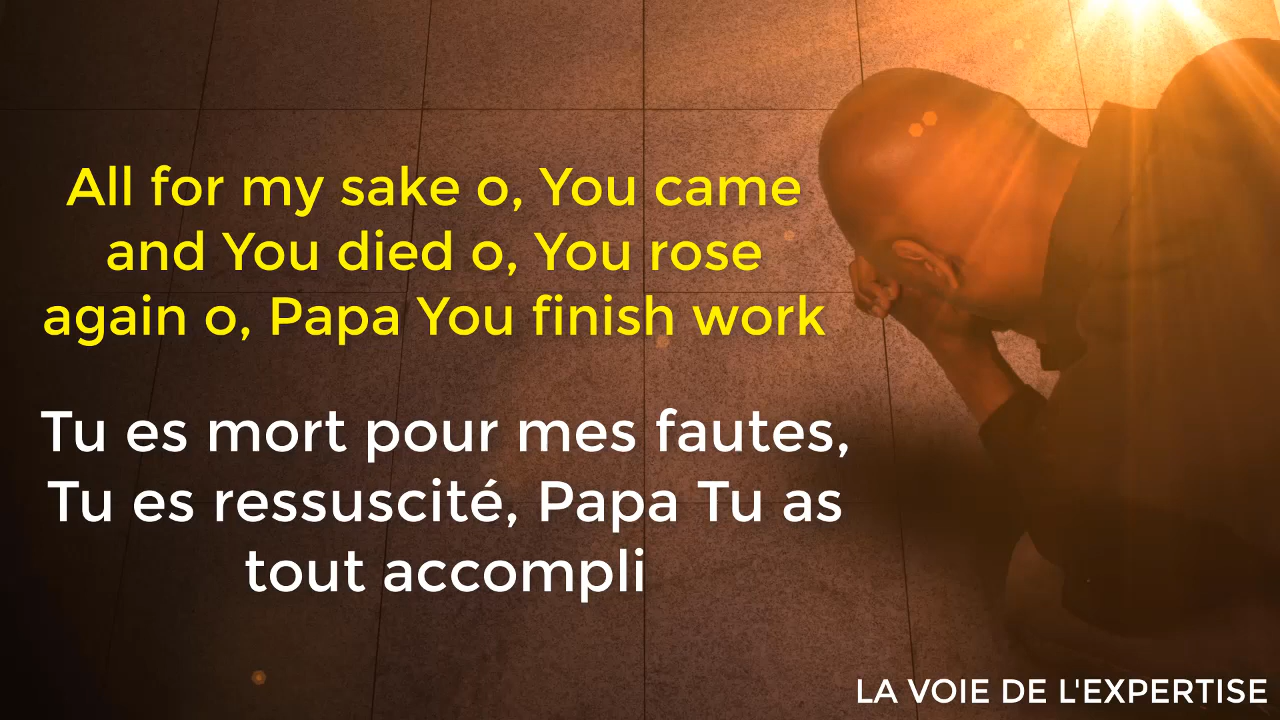 All for my sake o, You came
and You died o, You rose
again o, Papa You finish work
Tu es mort pour mes fautes,
Tu es ressuscité, Papa Tu as
tout accompli
LA VOIE DE L'EXPERTISE